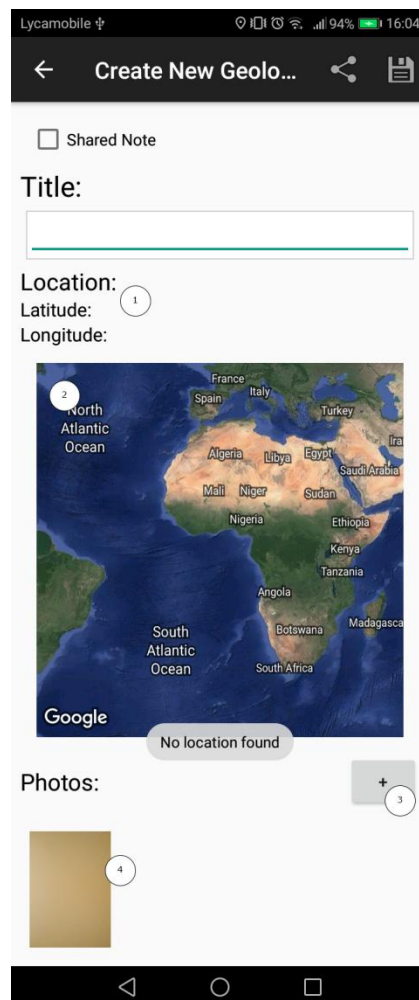 Lycamobile 94% 16:04
Create New Geolo...
Shared Note
Title:
Location:
1
Latitude:
Longitude:
2
France
Italy
Spain
Turkey
North
Atlantic
Ocean
Algeria
Libya
Egypt
Ira
Saudi Arabia
Mali
Niger
Sudan
Nigeria
Ethiopia
Kenya
Tanzania
Angola
South
Atlantic
Ocean
Botswana
Madagasca
South Africa
Google
No location found
Photos:
+
3
4